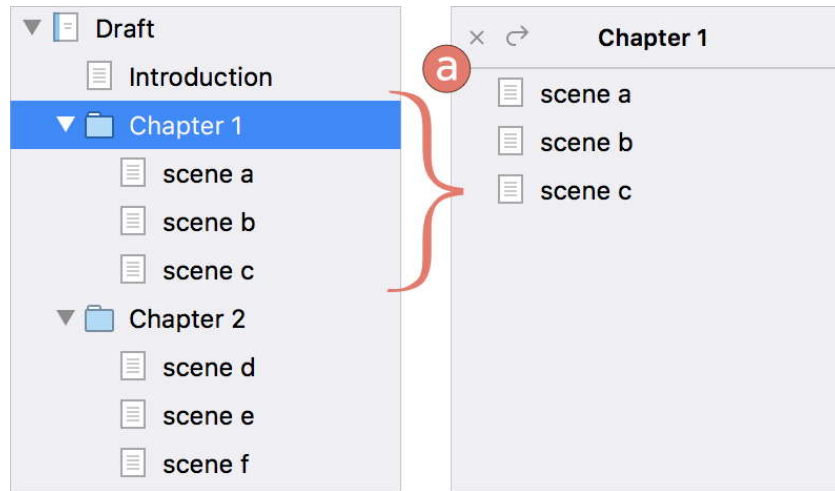 Draft
Introduction
Chapter 1
scene a
scene b
scene c
Chapter 2
scene d
scene e
scene f
a
Chapter 1
scene a
scene b
scene c